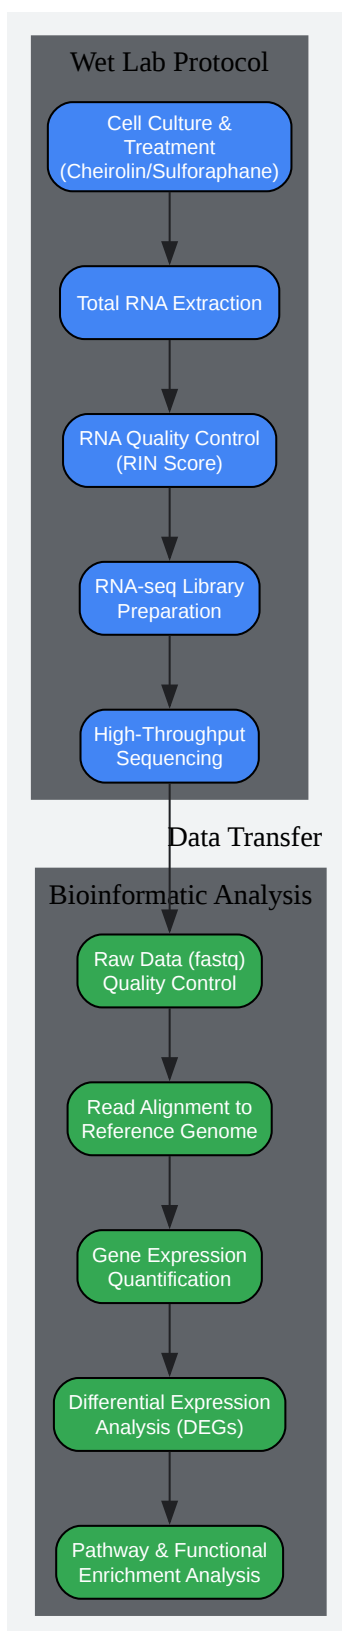 Wet Lab Protocol
Cell Culture &
Treatment
(Cheirolin/Sulforaphane)
Total RNA Extraction
RNA Quality Control
(RIN Score)
RNA-seq Library
Preparation
High-Throughput
Sequencing
Data Transfer
Bioinformatic Analysis
Raw Data (fastq)
Quality Control
Read Alignment to
Reference Genome
Gene Expression
Quantification
Differential Expression
Analysis (DEGs)
Pathway & Functional
Enrichment Analysis